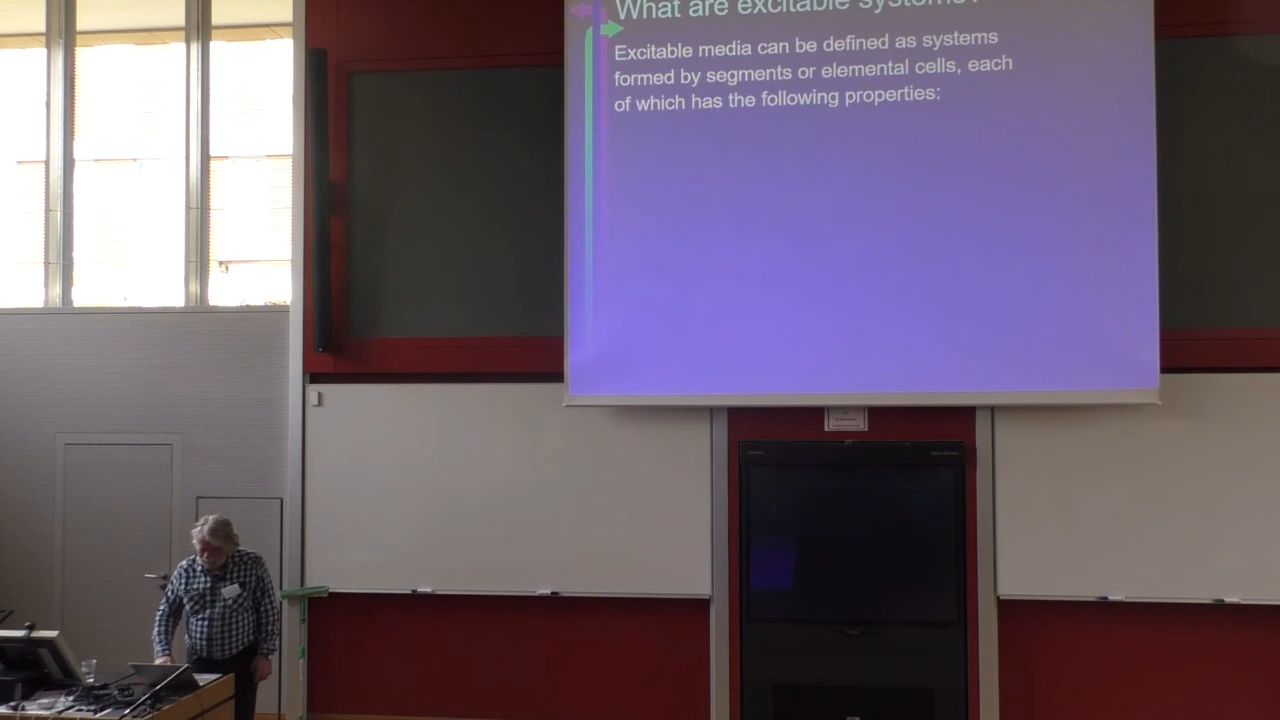 What are excitable systems?
Excitable media can be defined as systems
formed by segments or elemental cells, each
of which has the following properties: